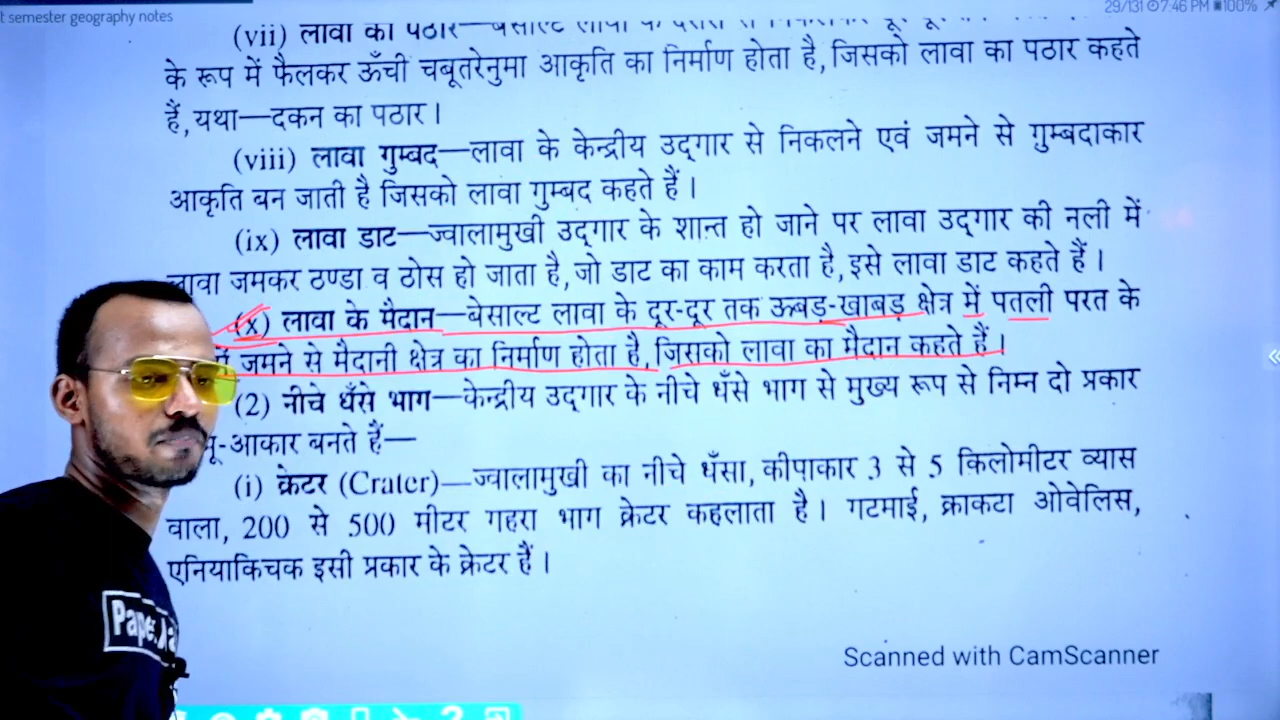 t semester geography notes
29/131 7:46 PM 100%
(vii) लावा का पठार—बेसाल्ट लावा के
के रूप में फैलकर ऊँची चबूतरेनुमा आकृति का निर्माण होता है, जिसको लावा का पठार कहते
हैं, यथा—दकन का पठार।
(viii) लावा गुम्बद—लावा के केन्द्रीय उद्‌गार से निकलने एवं जमने से गुम्बदाकार
आकृति बन जाती है जिसको लावा गुम्बद कहते हैं।
(ix) लावा डाट—ज्वालामुखी उद्‌गार के शान्त हो जाने पर लावा उद्‌गार की नली में
लावा जमकर ठण्डा व ठोस हो जाता है, जो डाट का काम करता है, इसे लावा डाट कहते हैं।
(x) लावा के मैदान—बेसाल्ट लावा के दूर-दूर तक ऊबड़-खाबड़ क्षेत्र में पतली परत के
में जमने से मैदानी क्षेत्र का निर्माण होता है, जिसको लावा का मैदान कहते हैं।
(2) नीचे धँसे भाग—केन्द्रीय उद्‌गार के नीचे धँसे भाग से मुख्य रूप से निम्न दो प्रकार
भू-आकार बनते हैं—
(i) क्रेटर (Crater)—ज्वालामुखी का नीचे धँसा, कीपाकार 3 से 5 किलोमीटर व्यास
वाला, 200 से 500 मीटर गहरा भाग क्रेटर कहलाता है। गटमाई, क्राकटा ओवेलिस,
एनियाकिचक इसी प्रकार के क्रेटर हैं।
Scanned with CamScanner